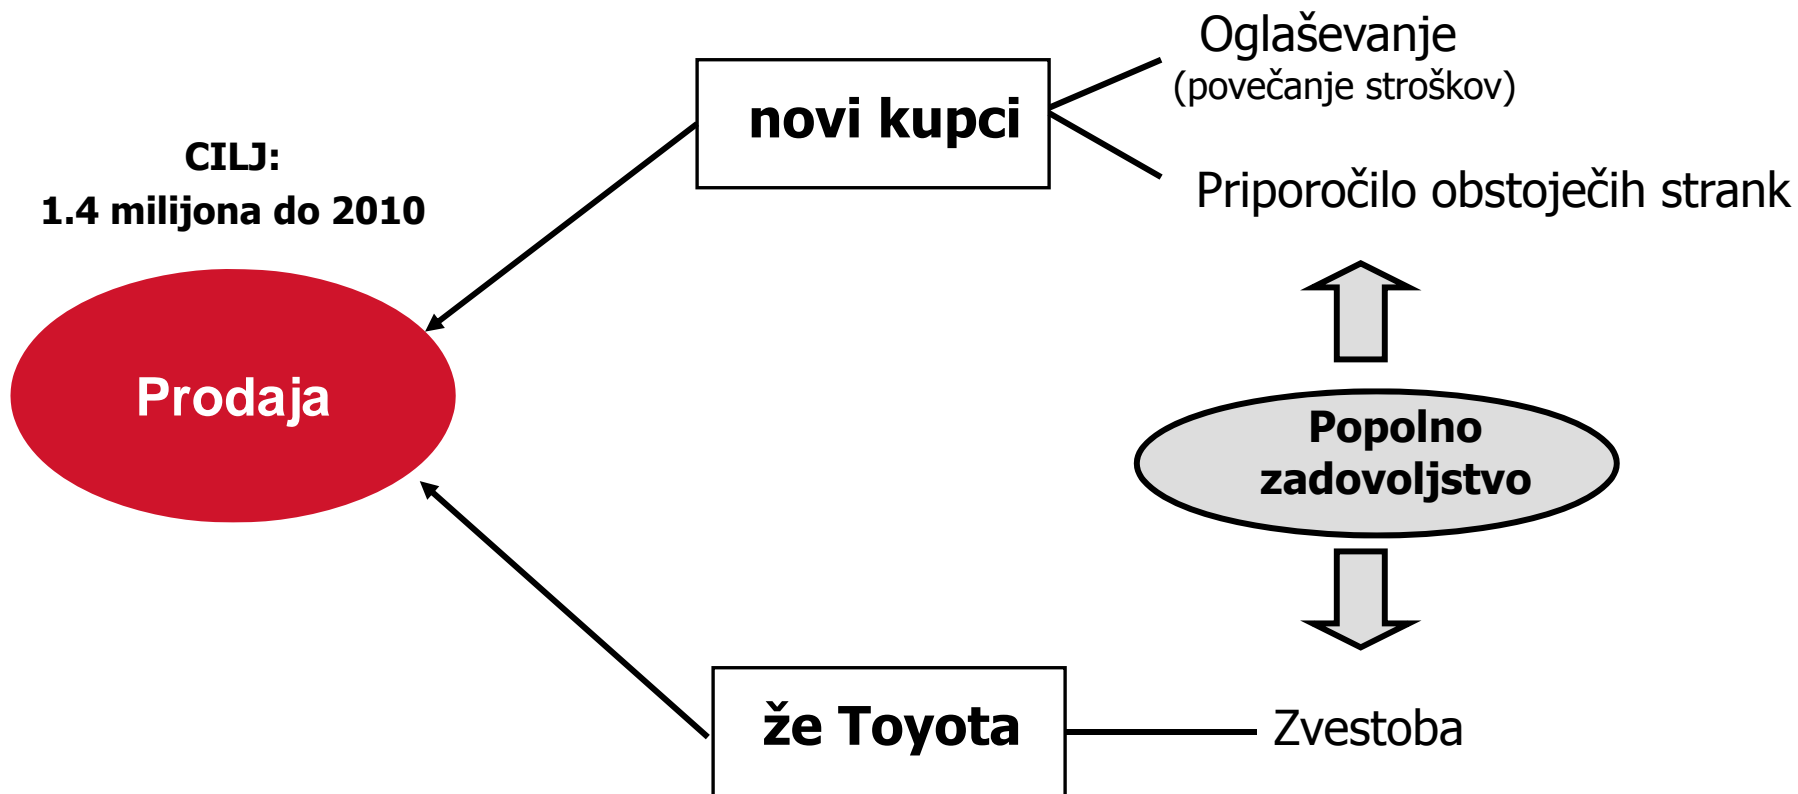 Oglaševanje
(povečanje stroškov)
novi kupci
CILJ:
1.4 milijona do 2010
Priporočilo obstoječih strank
Prodaja
Popolno
zadovoljstvo
že Toyota
Zvestoba